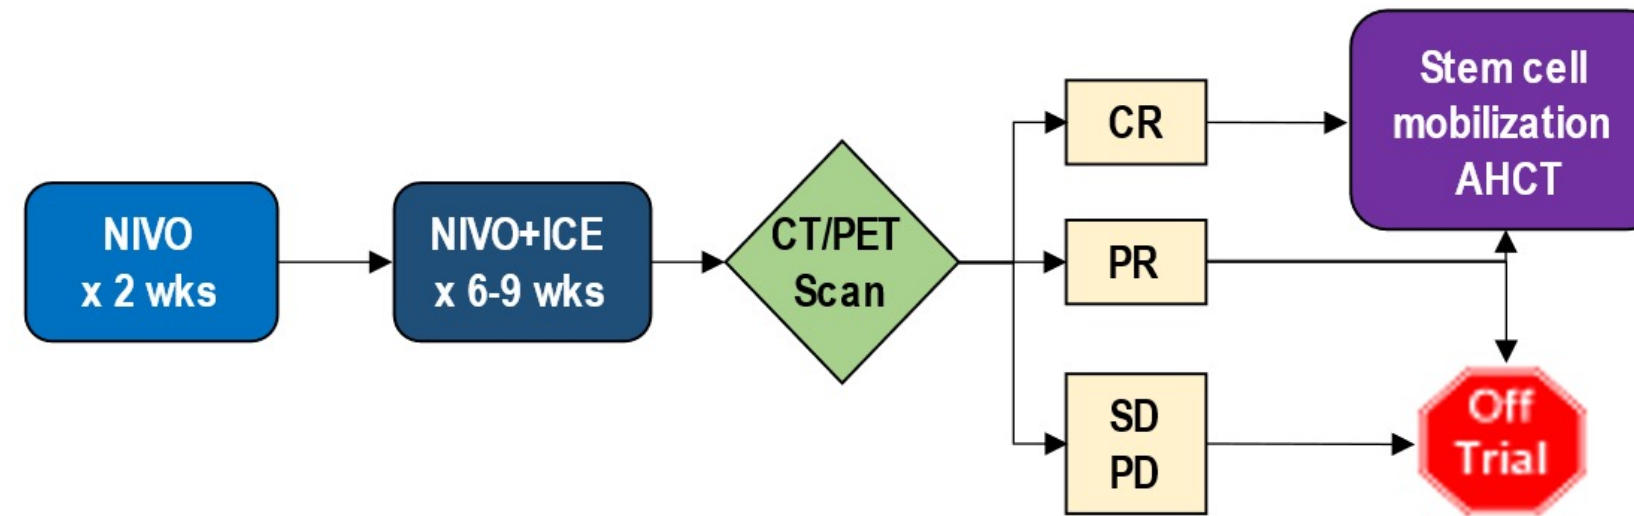 NIVO
x 2 wks
NIVO+ICE
x 6-9 wks
CT/PET
Scan
CR
PR
SD
PD
Stem cell
mobilization
AHCT
Off
Trial